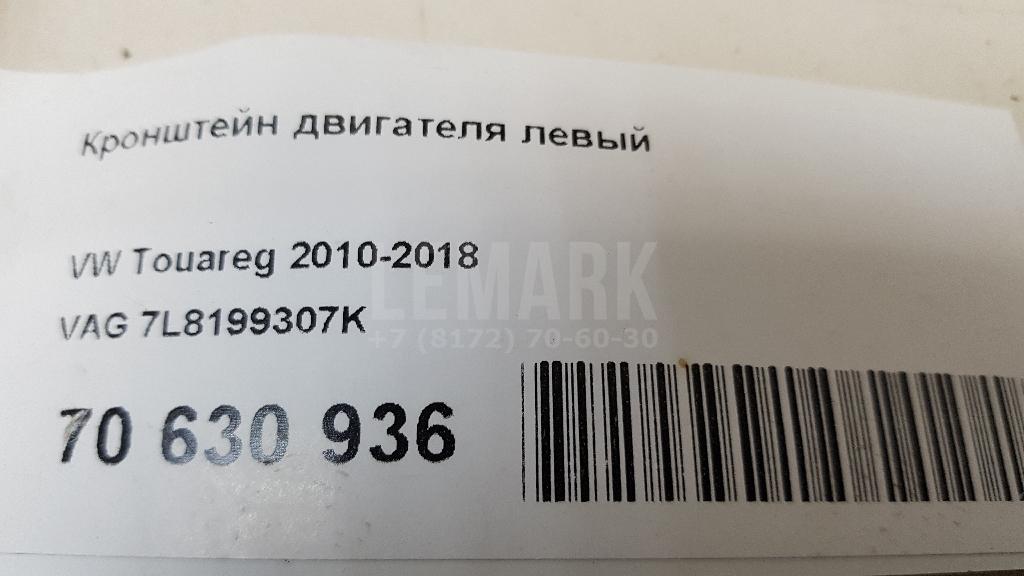 Кронштейн двигателя левый
VW Touareg 2010-2018
LEMARK
VAG 7L8199307K
+7 (8172) 70-60-30
70 630 936